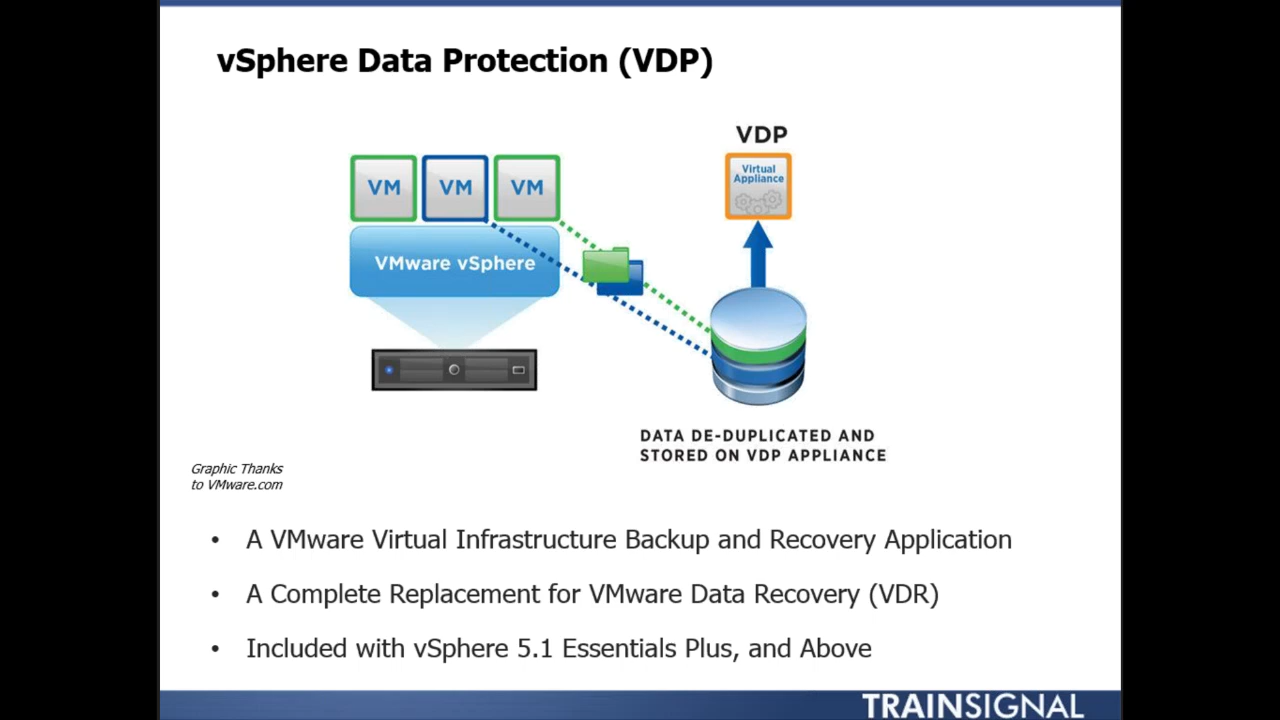 vSphere Data Protection (VDP)
VDP
VM VM VM
Virtual
Appliance
VMware vSphere
DATA DE-DUPLICATED AND
STORED ON VDP APPLIANCE
Graphic Thanks
to VMware.com
• A VMware Virtual Infrastructure Backup and Recovery Application
• A Complete Replacement for VMware Data Recovery (VDR)
• Included with vSphere 5.1 Essentials Plus, and Above
TRAINSIGNAL